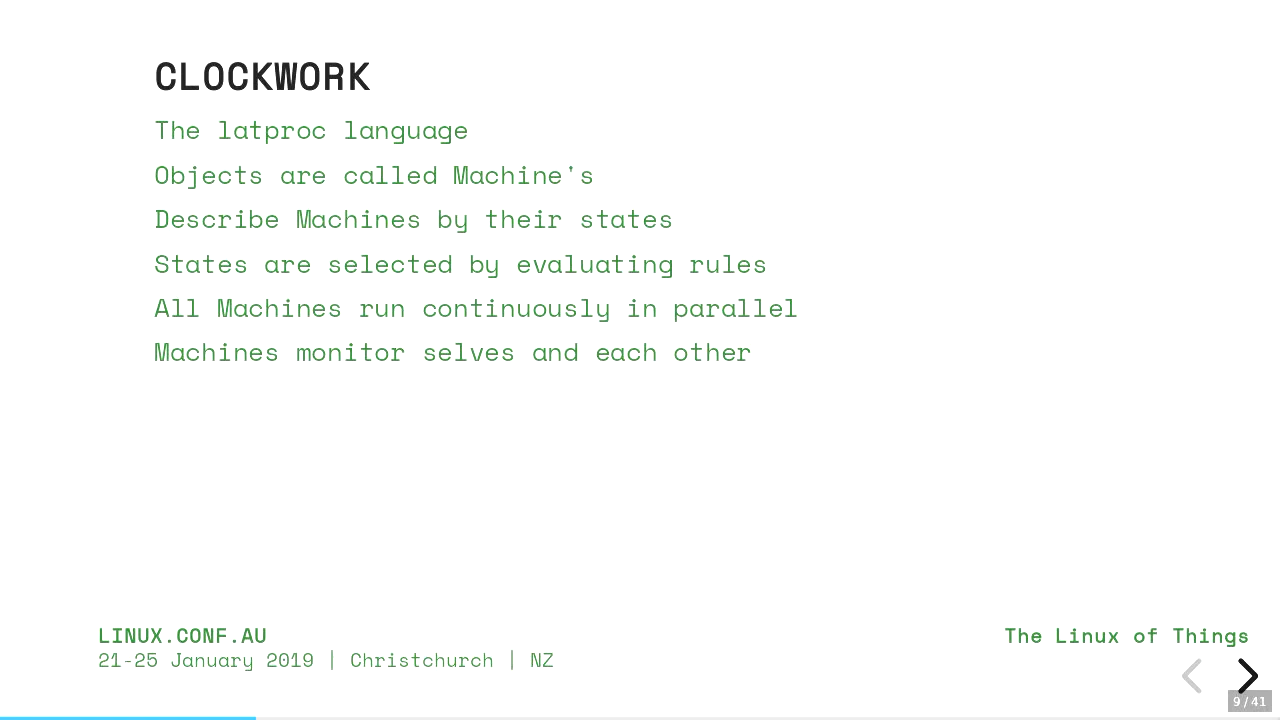 CLOCKWORK
The latproc language
Objects are called Machine's
Describe Machines by their states
States are selected by evaluating rules
All Machines run continuously in parallel
Machines monitor selves and each other
LINUX.CONF.AU
21-25 January 2019 | Christchurch | NZ
The Linux of Things
9/41